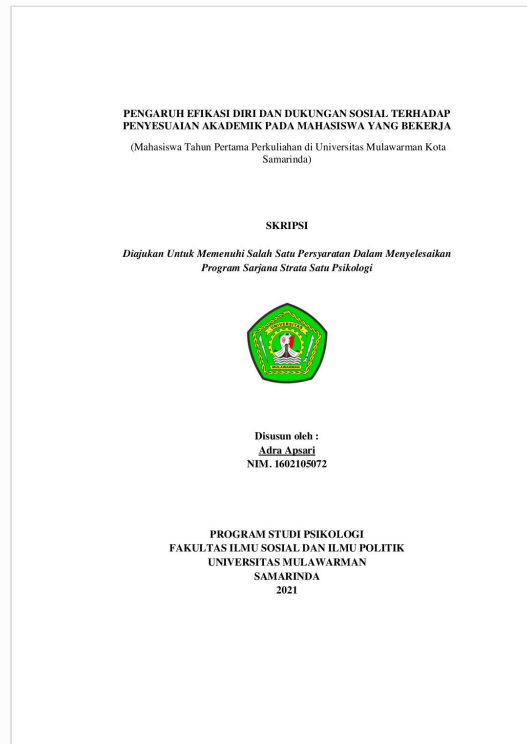 PENGARUH EFIKASI DIRI DAN DUKUNGAN SOSIAL TERHADAP
PENYESUAIAN AKADEMIK PADA MAHASISWA YANG BEKERJA
(Mahasiswa Tahun Pertama Perkuliahan di Universitas Mulawarman Kota
Samarinda)
SKRIPSI
Diajukan Untuk Memenuhi Salah Satu Persyaratan Dalam Menyelesaikan
Program Sarjana Strata Satu Psikologi
UNIVERSITAS
MULAWARMAN
Disusun oleh :
Adra Apsari
NIM. 1602105072
PROGRAM STUDI PSIKOLOGI
FAKULTAS ILMU SOSIAL DAN ILMU POLITIK
UNIVERSITAS MULAWARMAN
SAMARINDA
2021